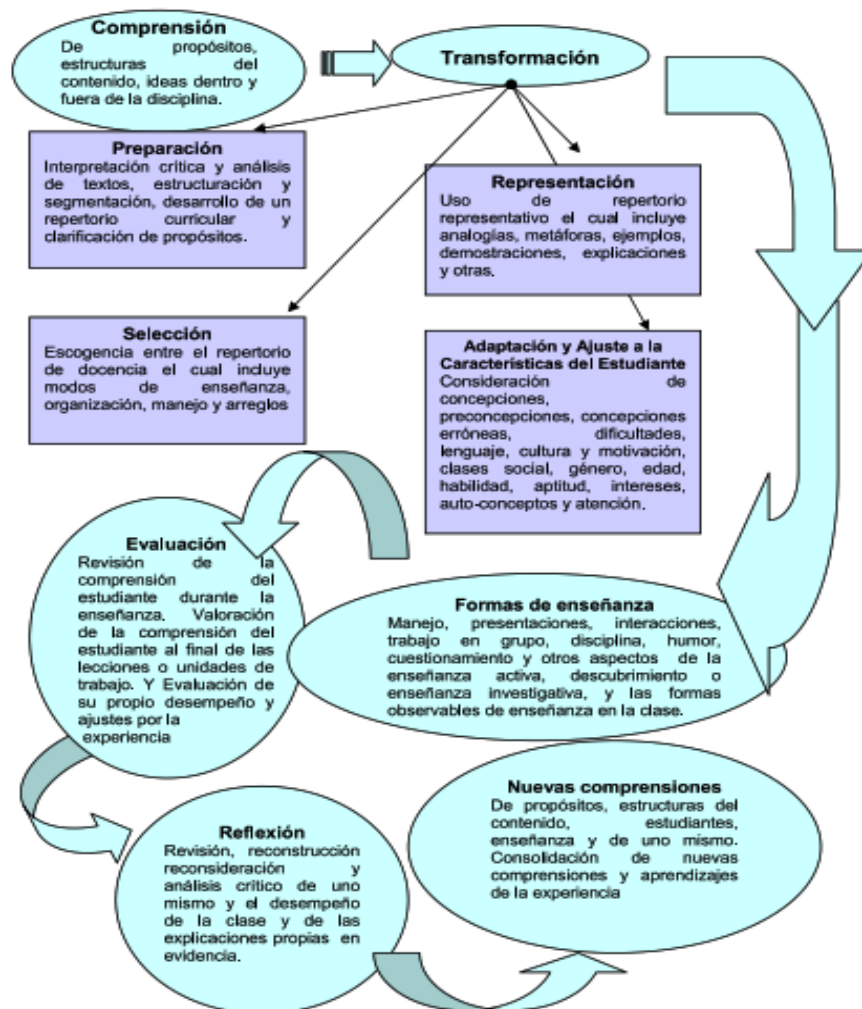 Comprensión
De propósitos,
estructuras del
contenido, ideas dentro y
fuera de la disciplina.
Transformación
Preparación
Interpretación crítica y análisis
de textos, estructuración y
segmentación, desarrollo de un
repertorio curricular y
clarificación de propósitos.
Representación
Uso de repertorio
representativo el cual incluye
analogías, metáforas, ejemplos,
demostraciones, explicaciones
y otras.
Selección
Escogencia entre el repertorio
de docencia el cual incluye
modos de enseñanza,
organización, manejo y arreglos
Adaptación y Ajuste a la
Características del Estudiante
Consideración de
concepciones,
preconcepciones, concepciones
erróneas, dificultades,
lenguaje, cultura y motivación,
clases social, género, edad,
habilidad, aptitud, intereses,
auto-conceptos y atención.
Evaluación
Revisión de la
comprensión del
estudiante durante la
enseñanza. Valoración
de la comprensión del
estudiante al final de las
lecciones o unidades de
trabajo. Y Evaluación de
su propio desempeño y
ajustes por la
experiencia
Formas de enseñanza
Manejo, presentaciones, interacciones,
trabajo en grupo, disciplina, humor,
cuestionamiento y otros aspectos de la
enseñanza activa, descubrimiento o
enseñanza investigativa, y las formas
observables de enseñanza en la clase.
Reflexión
Revisión, reconstrucción
reconsideración y
análisis crítico de uno
mismo y el desempeño
de la clase y de las
explicaciones propias en
evidencia.
Nuevas comprensiones
De propósitos, estructuras del
contenido, estudiantes,
enseñanza y de uno mismo.
Consolidación de nuevas
comprensiones y aprendizajes
de la experiencia